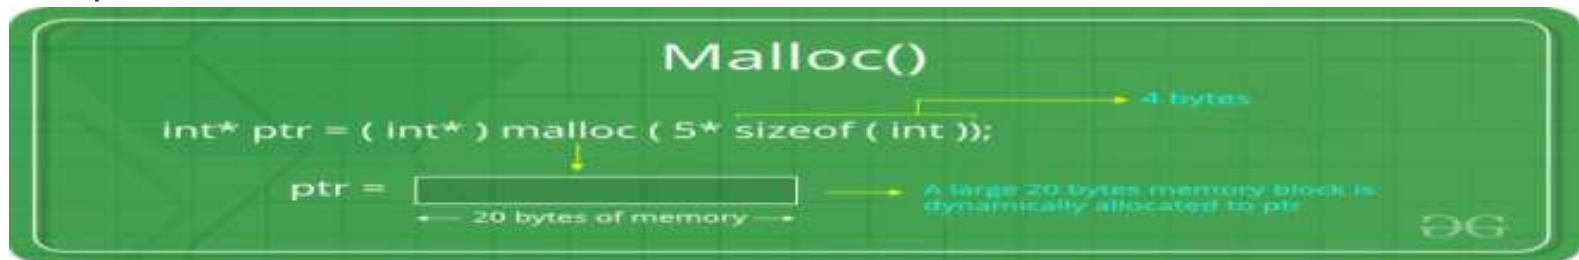 Malloc()
4 bytes
int* ptr = ( int* ) malloc ( 5* sizeof ( int ));
ptr =
20 bytes of memory
A large 20 bytes memory block is
dynamically allocated to ptr